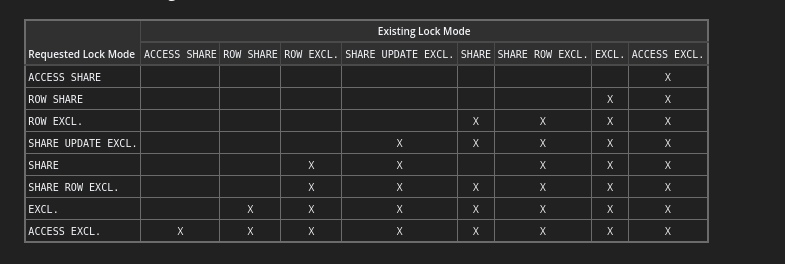 Existing Lock Mode
Requested Lock Mode ACCESS SHARE ROW SHARE ROW EXCL. SHARE UPDATE EXCL. SHARE SHARE ROW EXCL. EXCL. ACCESS EXCL.
ACCESS SHARE X
ROW SHARE X X
ROW EXCL. X X X X
SHARE UPDATE EXCL. X X X X X
SHARE X X X X X
SHARE ROW EXCL. X X X X X X
EXCL. X X X X X X X
ACCESS EXCL. X X X X X X X X